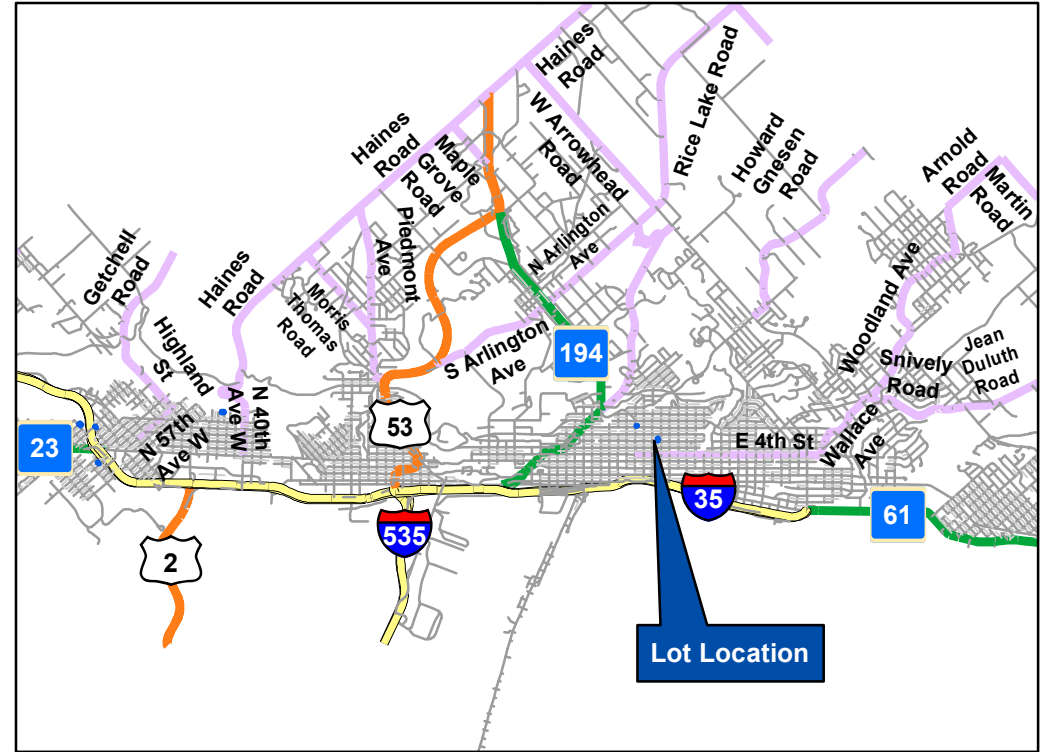 Haines
Road
Rice Lake Road
W Arrowhead
Road
Howard
Gnesen
Road
Arnold
Road
Martin
Road
Haines
Road
Maple
Grove
Road
Piedmont
Ave
N Arlington
Ave
Getchell
Road
Haines
Road
Morris
Thomas
Road
Highland
St
S Arlington
Ave
194
Woodland Ave
Snively
Road
Jean
Duluth
Road
N 40th
Ave W
N 57th
Ave W
23
53
E 4th St
Wallace
Ave
35
61
535
2
Lot Location